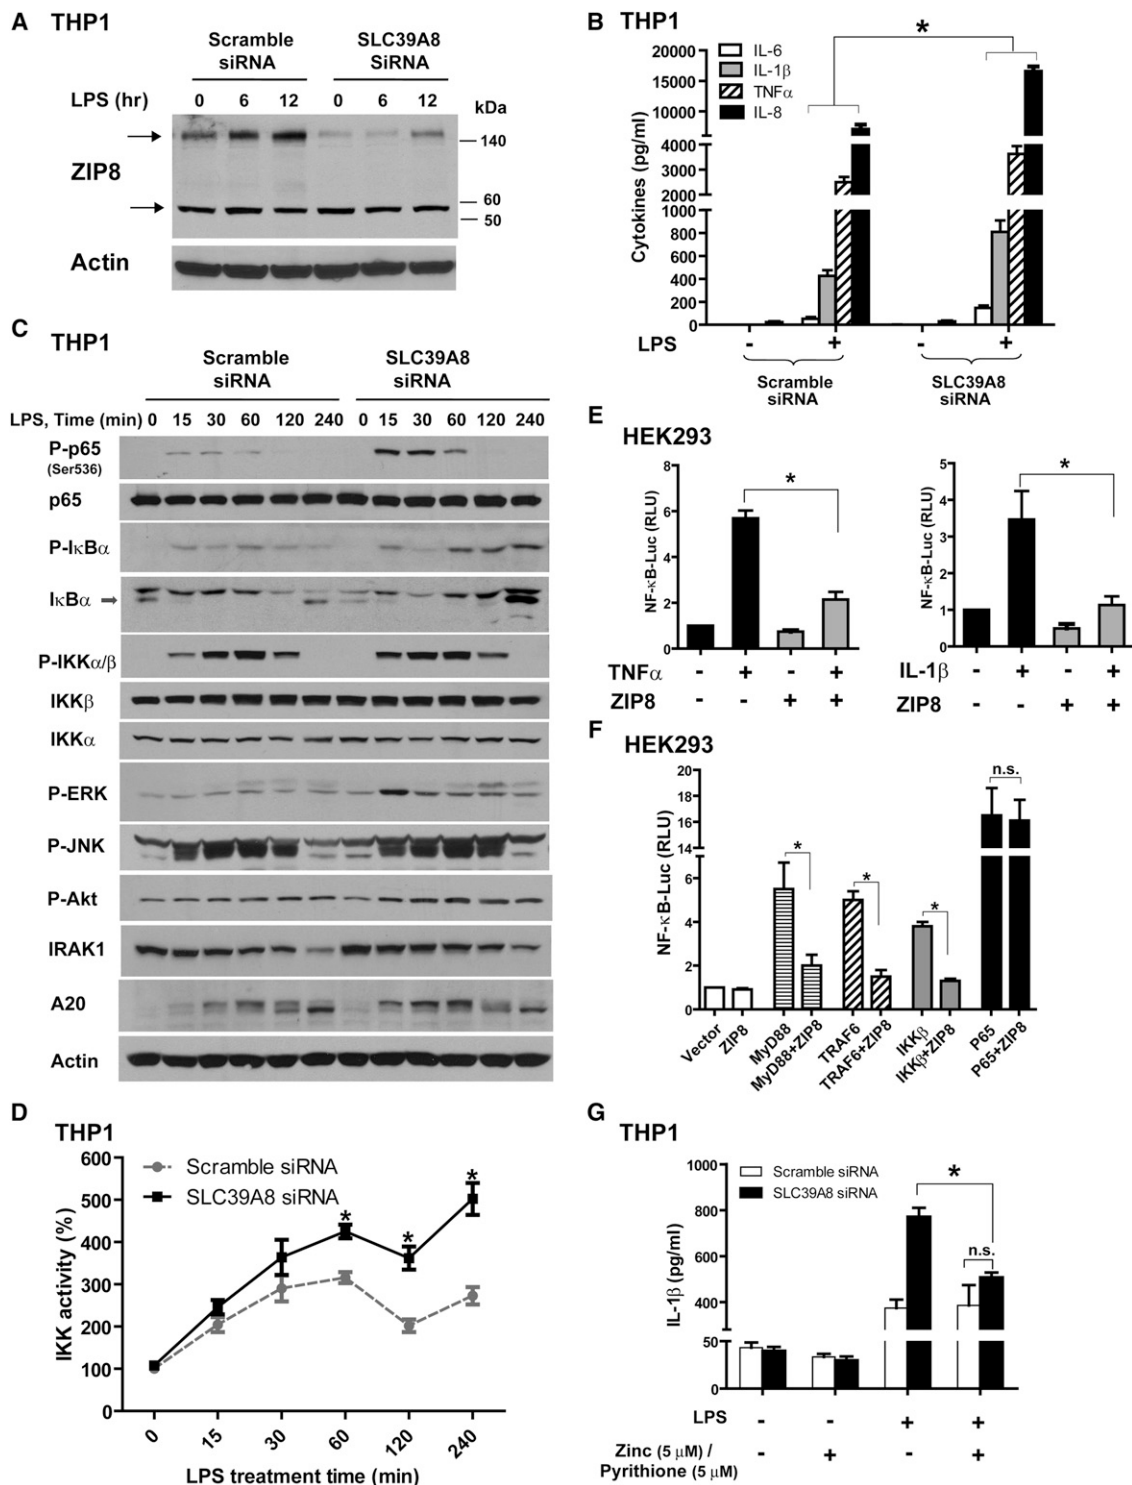 A THP1
Scramble siRNA
SLC39A8 SiRNA
LPS (hr) 0 6 12 0 6 12 kDa
ZIP8
140
60
50
Actin
B THP1
*
IL-6
IL-1β
TNFα
IL-8
Cytokines (pg/ml)
20000
15000
10000
4000
3000
2000
1000
800
600
400
200
0
LPS - + - +
Scramble siRNA
SLC39A8 siRNA
C THP1
Scramble siRNA
SLC39A8 siRNA
LPS, Time (min) 0 15 30 60 120 240 0 15 30 60 120 240
P-p65
(Ser536)
p65
P-IκBα
IκBα
P-IKKα/β
IKKβ
IKKα
P-ERK
P-JNK
P-Akt
IRAK1
A20
Actin
D THP1
Scramble siRNA
SLC39A8 siRNA
* * *
IKK activity (%)
600
500
400
300
200
100
0
0 15 30 60 120 240
LPS treatment time (min)
E HEK293
NF-κB-Luc (RLU)
8
6
4
2
0
*
TNFα - + - +
ZIP8 - - + +
NF-κB-Luc (RLU)
5
4
3
2
1
0
*
IL-1β - + - +
ZIP8 - - + +
F HEK293
NF-κB-Luc (RLU)
20
18
16
14
6
4
2
0
* * * n.s.
Vector ZIP8 MyD88 MyD88+ZIP8 TRAF6 TRAF6+ZIP8 IKKβ IKKβ+ZIP8 P65 P65+ZIP8
G THP1
Scramble siRNA
SLC39A8 siRNA
*
n.s.
IL-1β (pg/ml)
1000
800
600
400
50
0
LPS - - + +
Zinc (5 μM) / - + - +
Pyrithione (5 μM)